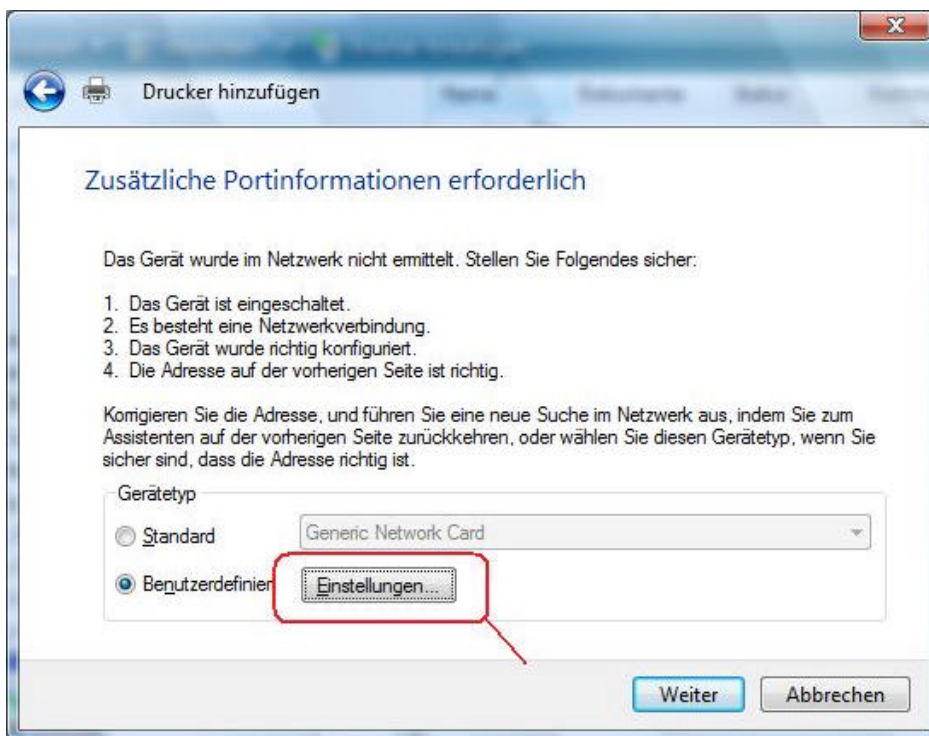 Drucker hinzufügen
Zusätzliche Portinformationen erforderlich
Das Gerät wurde im Netzwerk nicht ermittelt. Stellen Sie Folgendes sicher:
1. Das Gerät ist eingeschaltet.
2. Es besteht eine Netzwerkverbindung.
3. Das Gerät wurde richtig konfiguriert.
4. Die Adresse auf der vorherigen Seite ist richtig.
Korrigieren Sie die Adresse, und führen Sie eine neue Suche im Netzwerk aus, indem Sie zum
Assistenten auf der vorherigen Seite zurückkehren, oder wählen Sie diesen Gerätetyp, wenn Sie
sicher sind, dass die Adresse richtig ist.
Gerätetyp
Standard
Generic Network Card
Benutzerdefinier
Einstellungen...
Weiter
Abbrechen